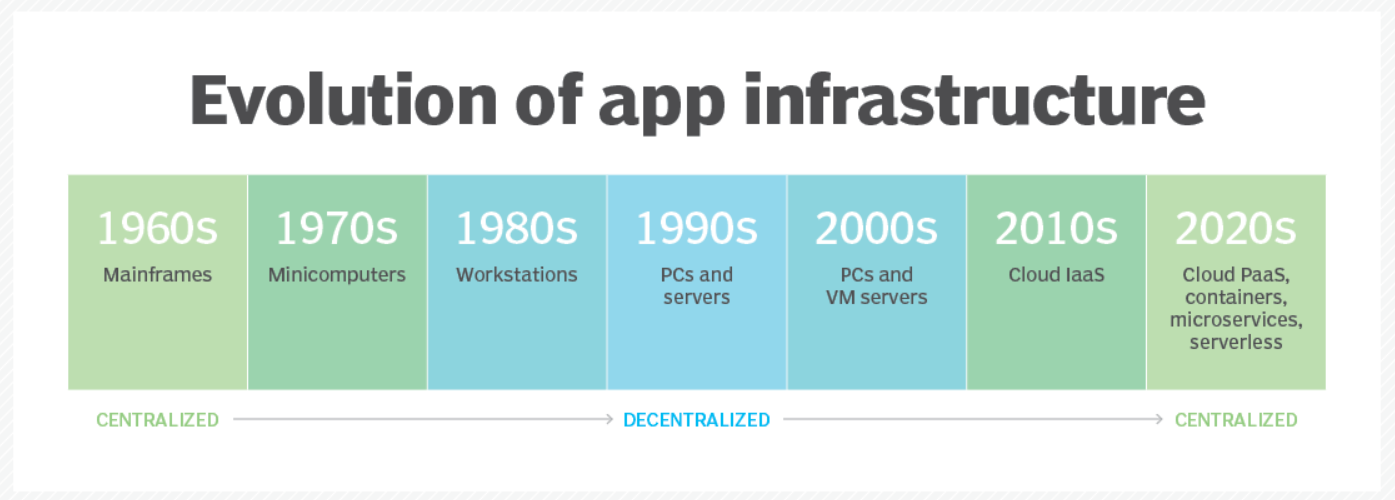 Evolution of app infrastructure
1960s
Mainframes
1970s
Minicomputers
1980s
Workstations
1990s
PCs and
servers
2000s
PCs and
VM servers
2010s
Cloud IaaS
2020s
Cloud PaaS,
containers,
microservices,
serverless
CENTRALIZED
DECENTRALIZED
CENTRALIZED